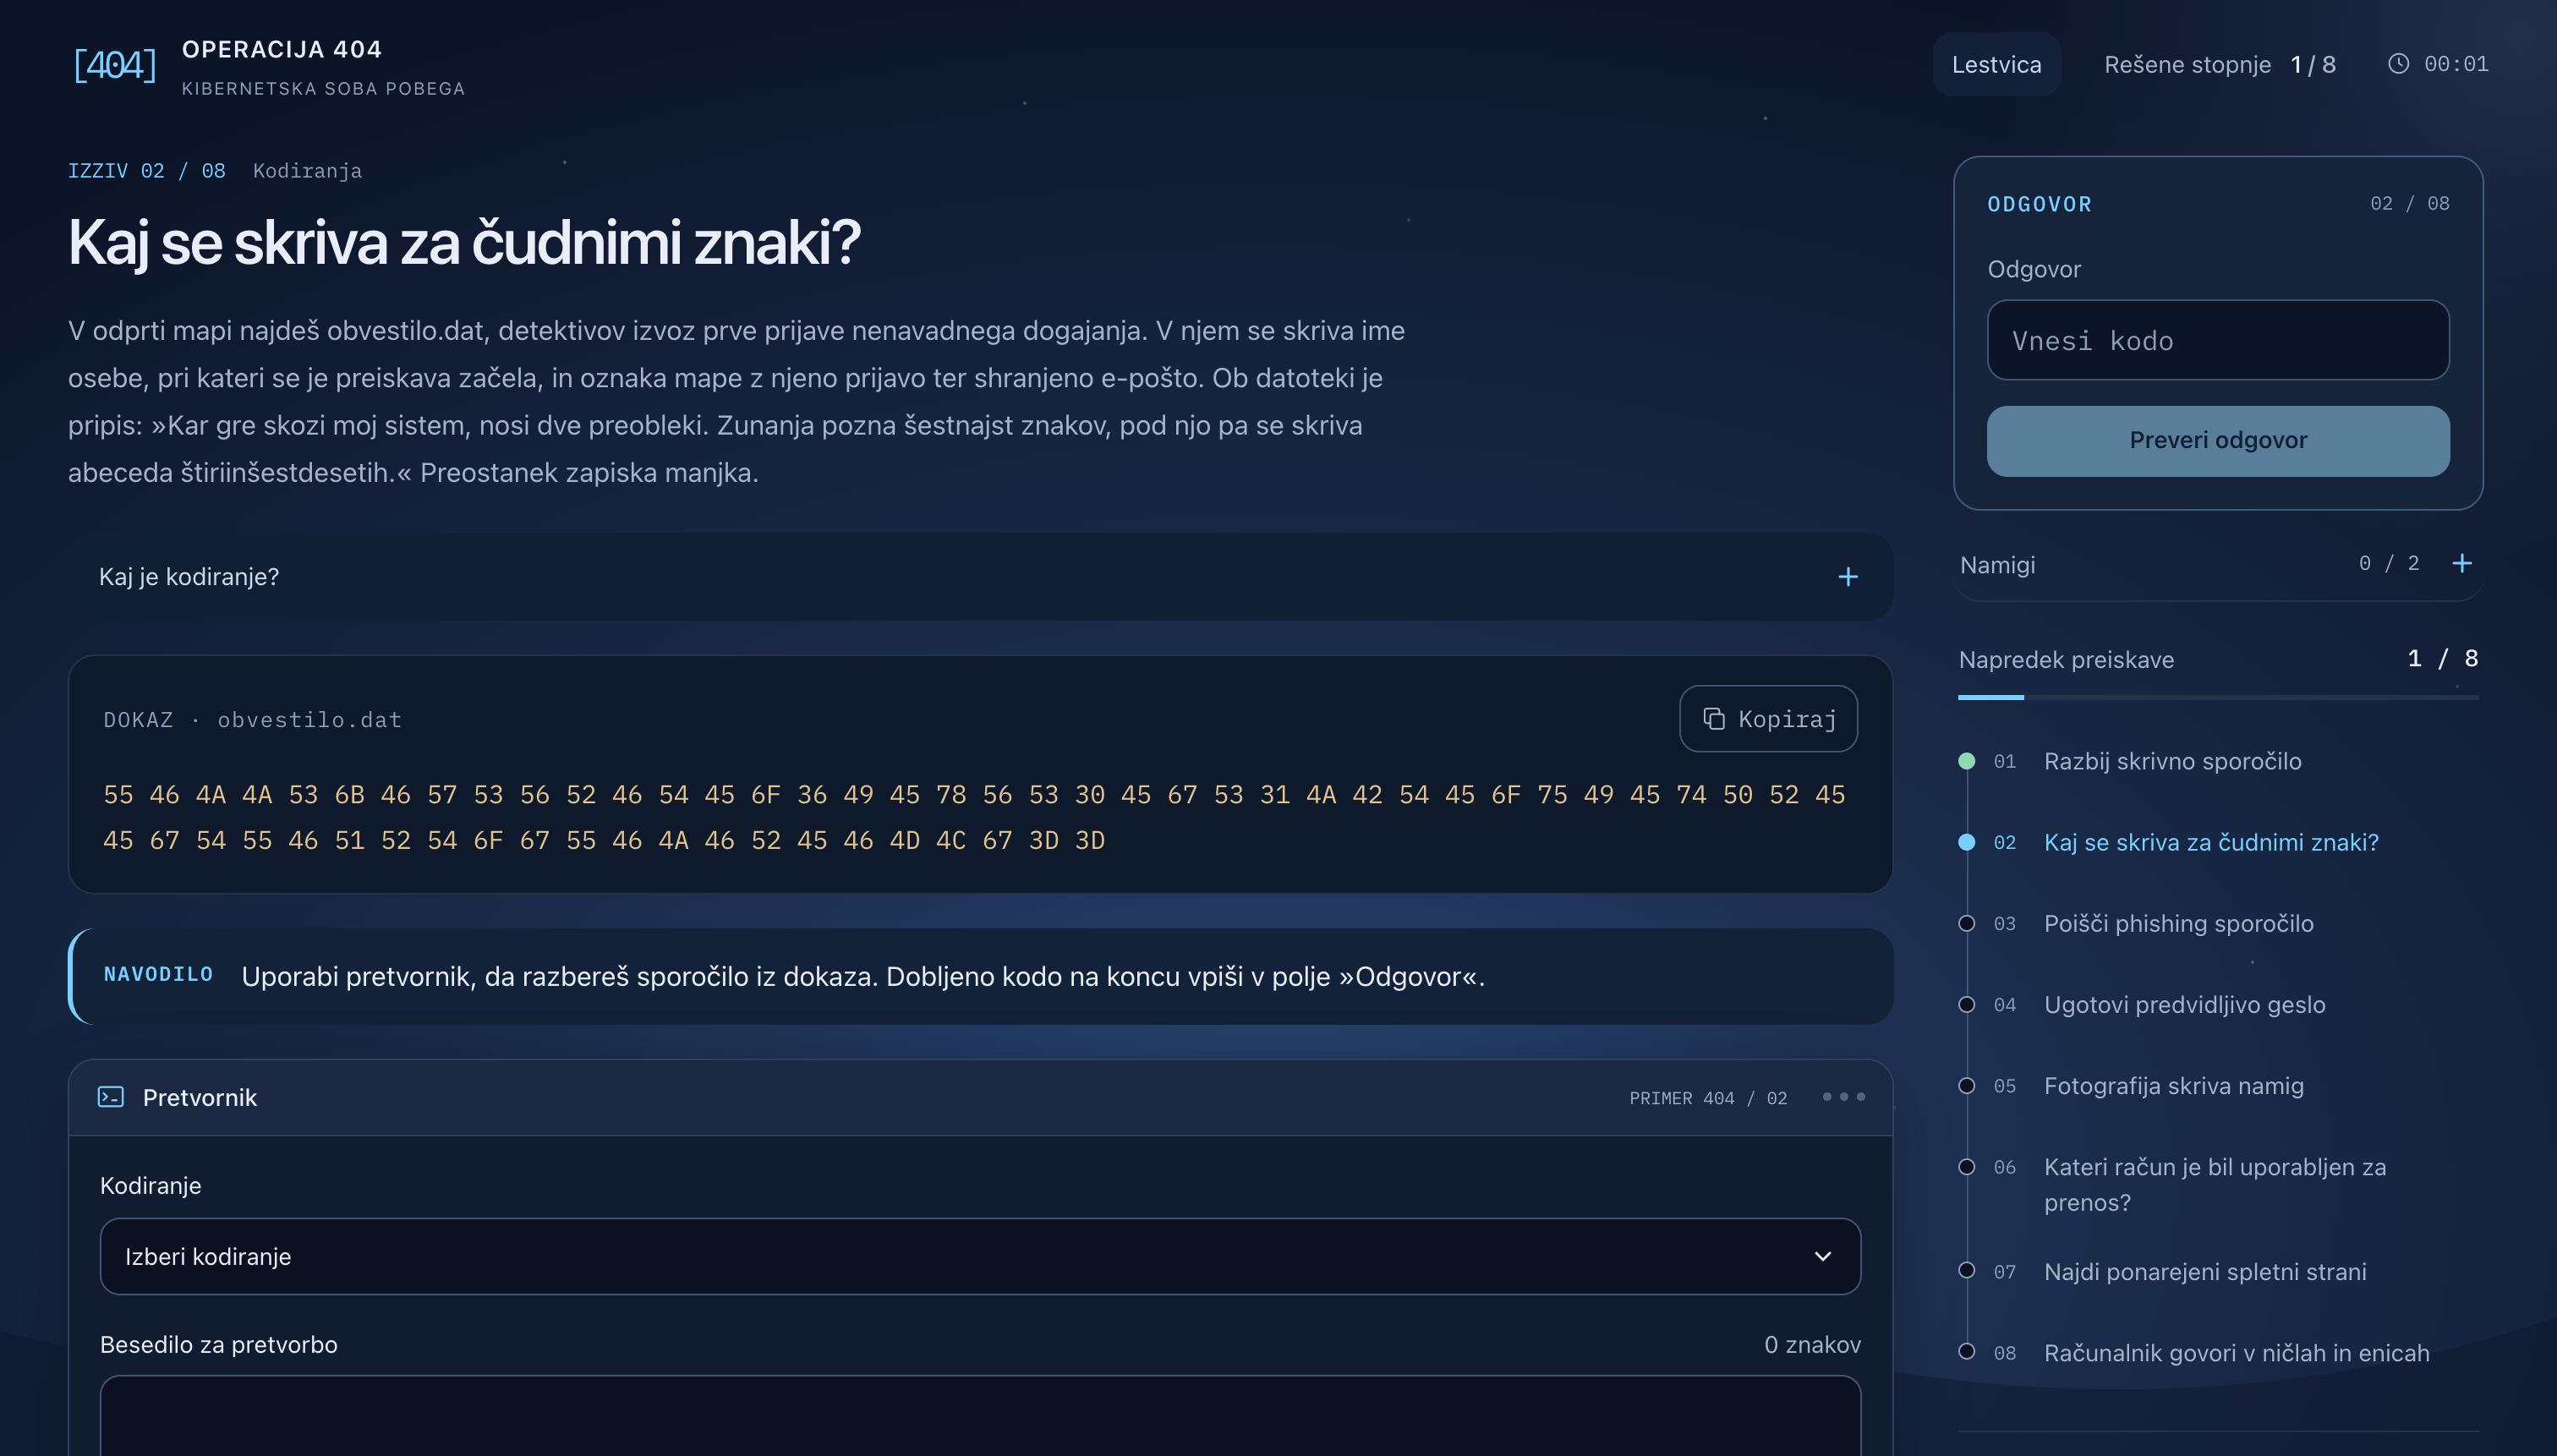 [404]
OPERACIJA 404
KIBERNETSKA SOBA POBEGA
Lestvica
Rešene stopnje 1 / 8
00:01
IZZIV 02 / 08 Kodiranja
Kaj se skriva za čudnimi znaki?
V odprti mapi najdeš obvestilo.dat, detektivov izvoz prve prijave nenavadnega dogajanja. V njem se skriva ime
osebe, pri kateri se je preiskava začela, in oznaka mape z njeno prijavo ter shranjeno e-pošto. Ob datoteki je
pripis: »Kar gre skozi moj sistem, nosi dve preobleki. Zunanja pozna šestnajst znakov, pod njo pa se skriva
abeceda štiriinšestdesetih.« Preostanek zapiska manjka.
Kaj je kodiranje?
DOKAZ · obvestilo.dat
Kopiraj
55 46 4A 4A 53 6B 46 57 53 56 52 46 54 45 6F 36 49 45 78 56 53 30 45 67 53 31 4A 42 54 45 6F 75 49 45 74 50 52 45
45 67 54 55 46 51 52 54 6F 67 55 46 4A 46 52 45 46 4D 4C 67 3D 3D
NAVODILO Uporabi pretvornik, da razbereš sporočilo iz dokaza. Dobljeno kodo na koncu vpiši v polje »Odgovor«.
Pretvornik
PRIMER 404 / 02
Kodiranje
Izberi kodiranje
Besedilo za pretvorbo
0 znakov
ODGOVOR
02 / 08
Odgovor
Vnesi kodo
Preveri odgovor
Namigi
0 / 2
Napredek preiskave
1 / 8
01 Razbij skrivno sporočilo
02 Kaj se skriva za čudnimi znaki?
03 Poišči phishing sporočilo
04 Ugotovi predvidljivo geslo
05 Fotografija skriva namig
06 Kateri račun je bil uporabljen za
prenos?
07 Najdi ponarejeni spletni strani
08 Računalnik govori v ničlah in enicah